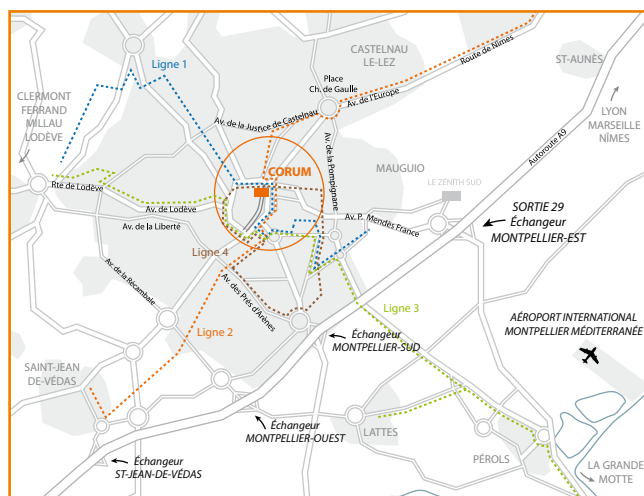 CASTELNAU
LE-LEZ
Route de Nîmes
ST-AUNÈS
Ligne 1
Place
Ch. de Gaulle
Av. de l'Europe
CLERMONT
FERRAND
MILLAU
LODÈVE
Av. de la Justice de Castelnau
LYON
MARSEILLE
NÎMES
Autoroute A9
Av. de la Pompignane
CORUM
MAUGUIO
LE ZÉNITH SUD
Rte de Lodève
Av. de Lodève
Av. de la Liberté
Av. P. Mendès France
SORTIE 29
Échangeur
MONTPELLIER-EST
Ligne 4
Av. de la Récambale
Av. des Prés d'Arènes
Ligne 3
Ligne 2
AÉROPORT INTERNATIONAL
MONTPELLIER MÉDITERRANÉE
Échangeur
MONTPELLIER-SUD
SAINT-JEAN
DE-VÉDAS
Échangeur
MONTPELLIER-OUEST
LATTES
Échangeur
ST-JEAN-DE-VÉDAS
PÉROLS
LA GRANDE
MOTTE